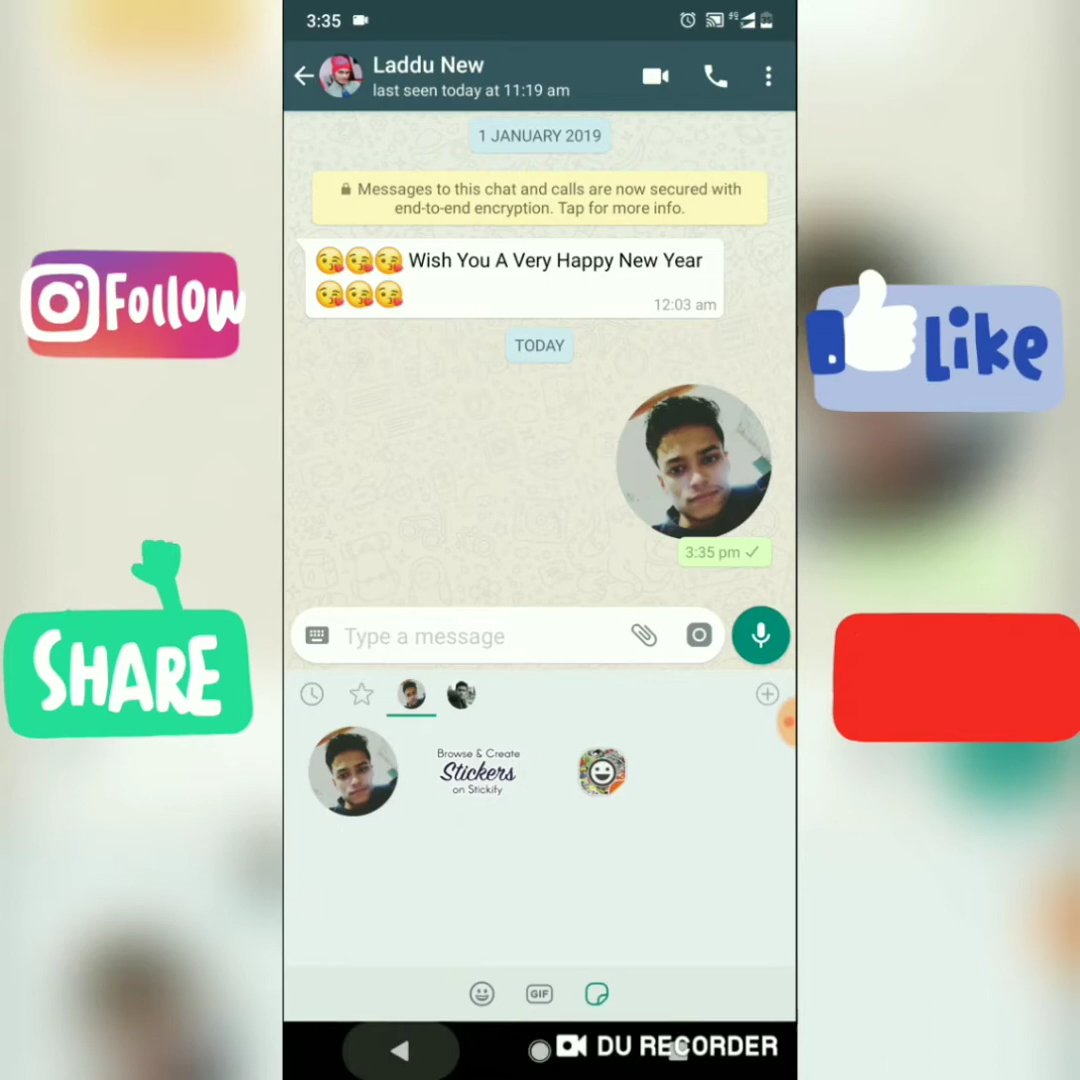 3:35
Laddu New
last seen today at 11:19 am
1 JANUARY 2019
Messages to this chat and calls are now secured with
end-to-end encryption. Tap for more info.
😘😘😘 Wish You A Very Happy New Year
😘😘😘
12:03 am
TODAY
Follow
Like
3:35 pm
SHARE
Type a message
Browse & Create
Stickers
on Stickify
GIF
DU RECORDER